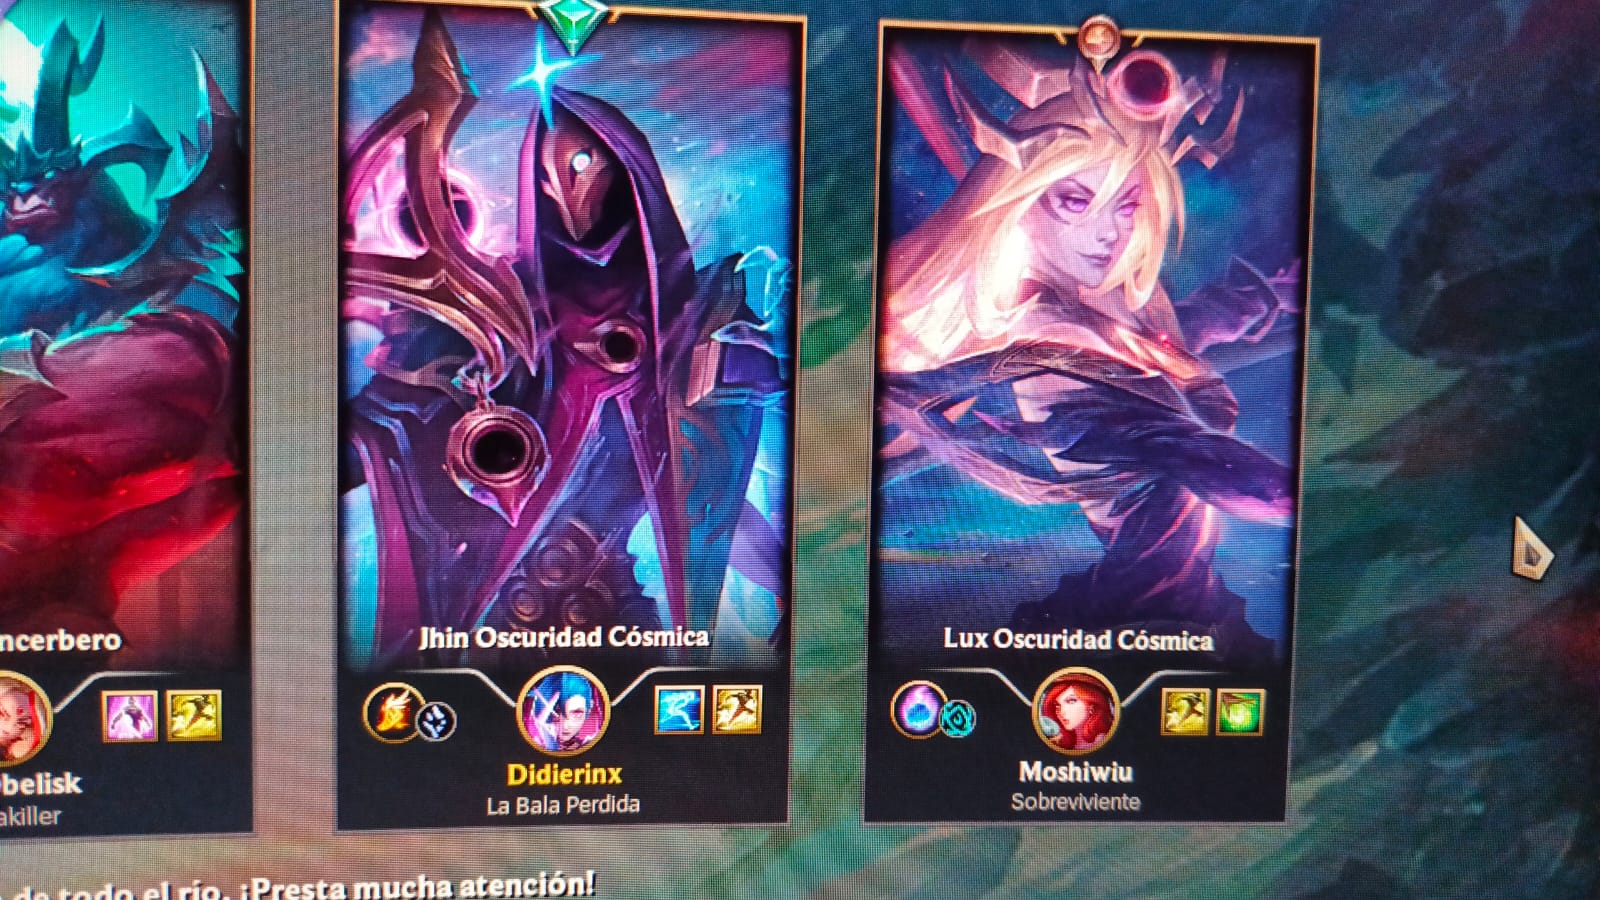 ncerbero
belisk
akiller
Jhin Oscuridad Cósmica
Didierinx
La Bala Perdida
Lux Oscuridad Cósmica
Moshiwiu
Sobreviviente
de todo el río. ¡Presta mucha atención!